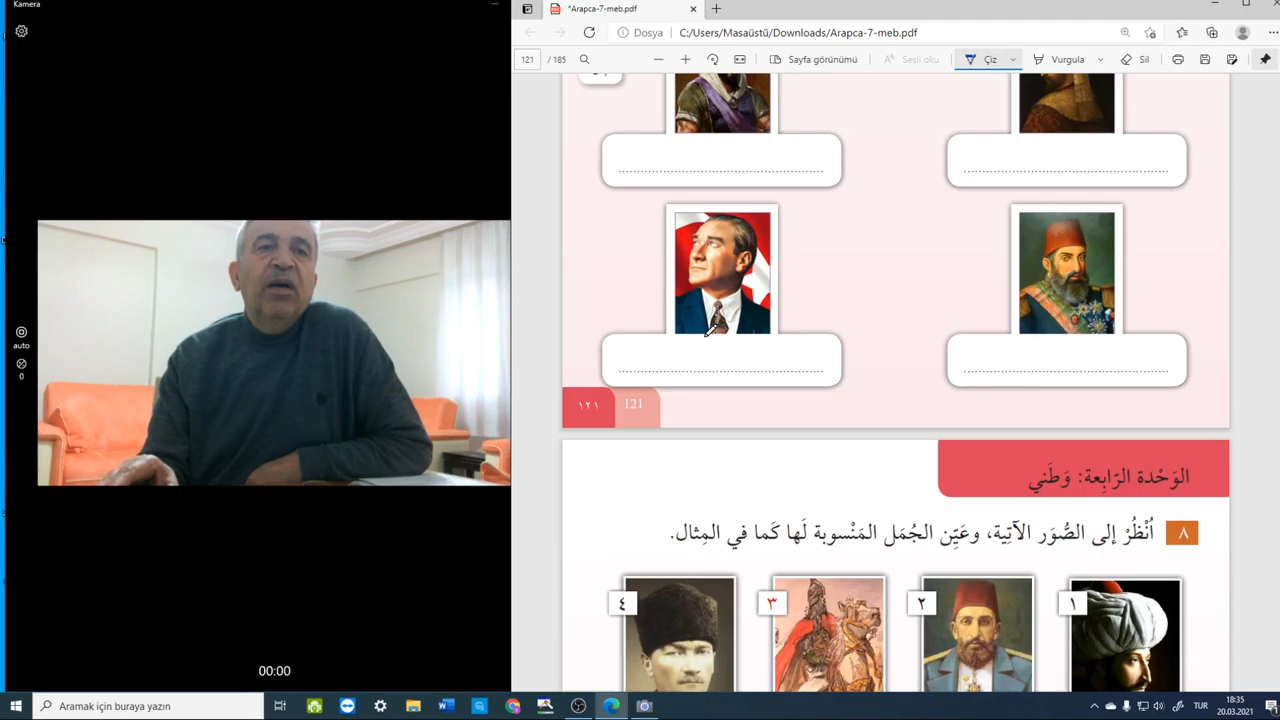 Kamera
*Arapca-7-meb.pdf
Dosya
C:/Users/Masaüstü/Downloads/Arapca-7-meb.pdf
121 / 185
Sayfa görünümü
Sesli oku
Çiz
Vurgula
Sil
auto
0
00:00
١٢١ 121
الوَحْدة الرّابِعة: وَطَني
٨ اُنْظُرْ إلى الصُّوَر الآتِية، وعَيِّن الجُمَل المَنْسوبة لَها كَما في المِثال.
١ ٢ ٣ ٤
Aramak için buraya yazın
TUR
18:35
20.03.2021